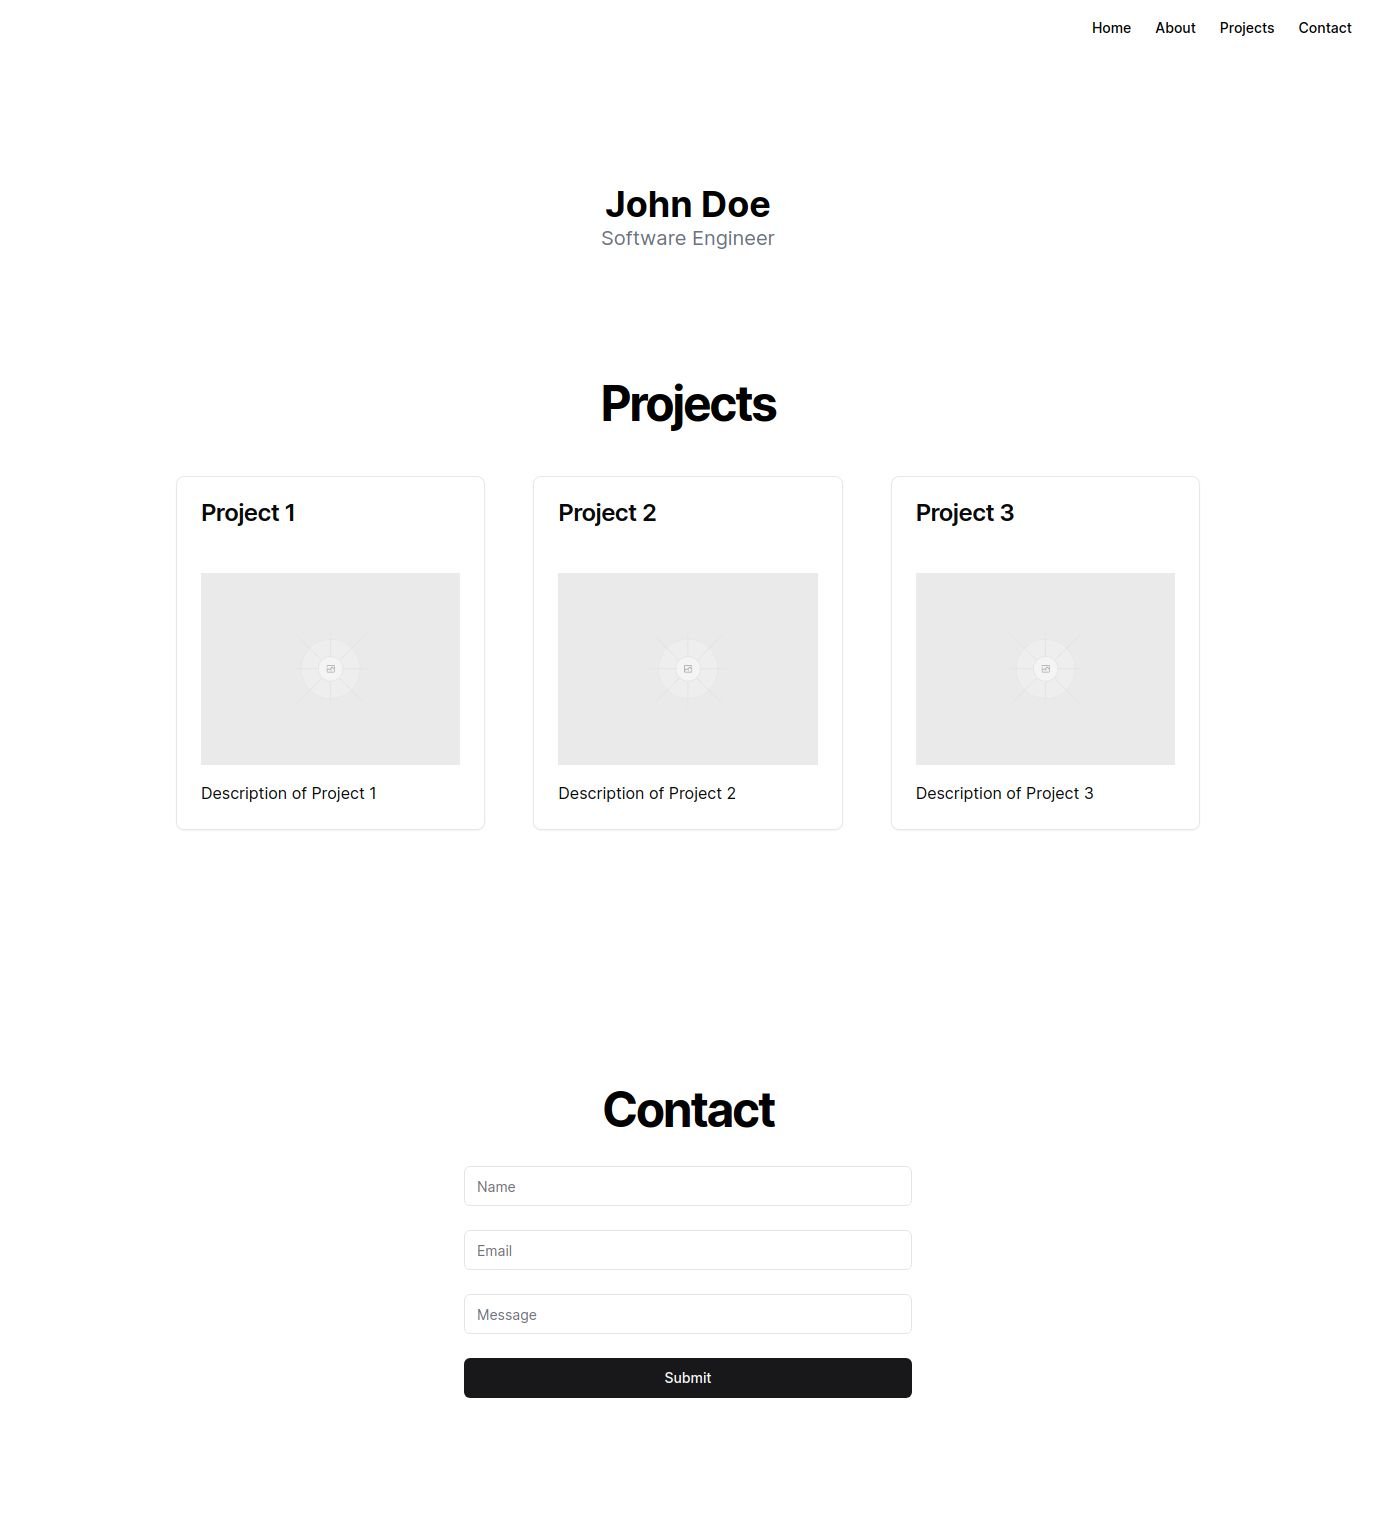 Home About Projects Contact
John Doe
Software Engineer
Projects
Project 1
Description of Project 1
Project 2
Description of Project 2
Project 3
Description of Project 3
Contact
Name
Email
Message
Submit